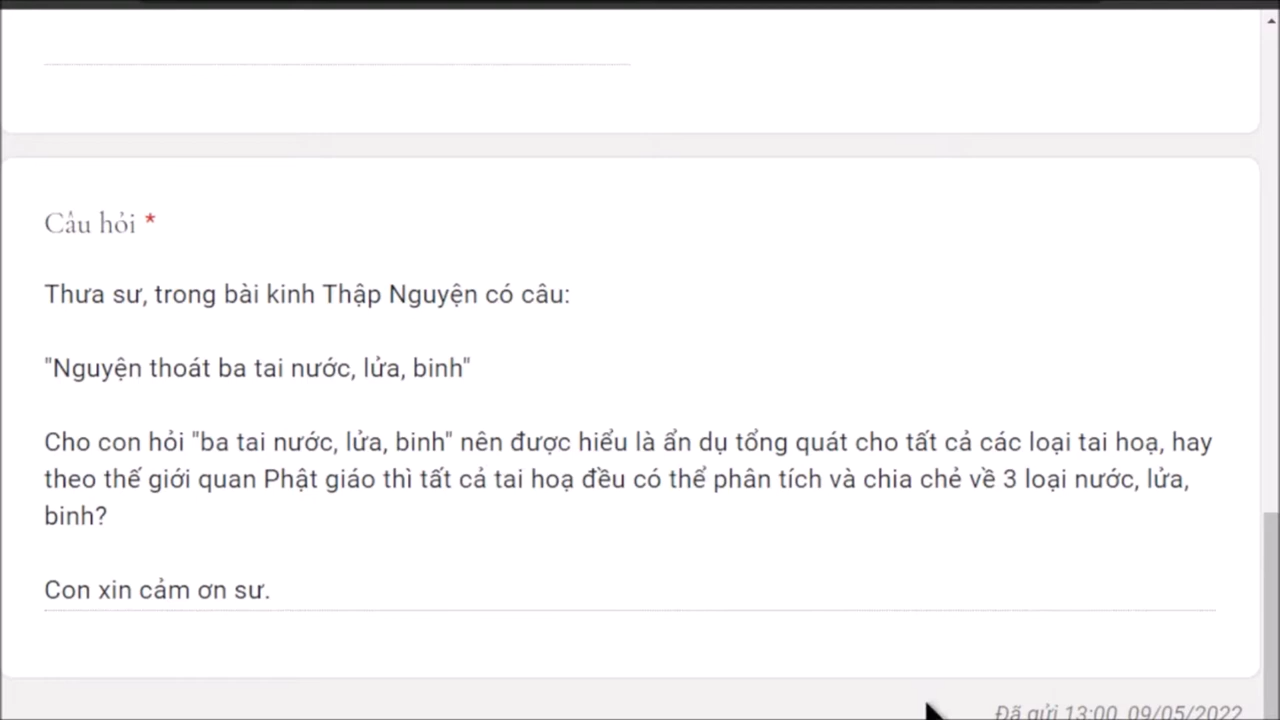 Câu hỏi *
Thưa sư, trong bài kinh Thập Nguyện có câu:
"Nguyện thoát ba tai nước, lửa, binh"
Cho con hỏi "ba tai nước, lửa, binh" nên được hiểu là ẩn dụ tổng quát cho tất cả các loại tai hoạ, hay
theo thế giới quan Phật giáo thì tất cả tai hoạ đều có thể phân tích và chia chẻ về 3 loại nước, lửa,
binh?
Con xin cảm ơn sư.
Đã gửi 13:00, 09/05/2022